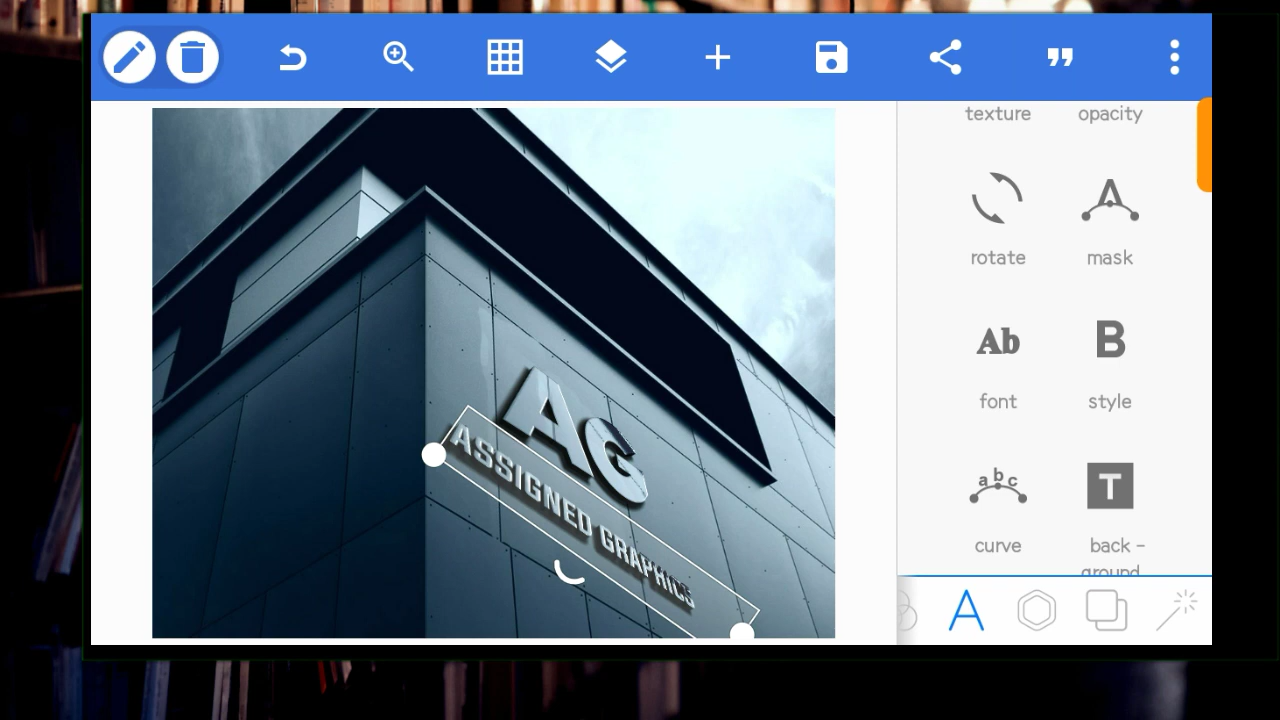 texture opacity
rotate mask
A
Ab B
font style
abc T
curve back -
ground
AG
ASSIGNED GRAPHICS
A